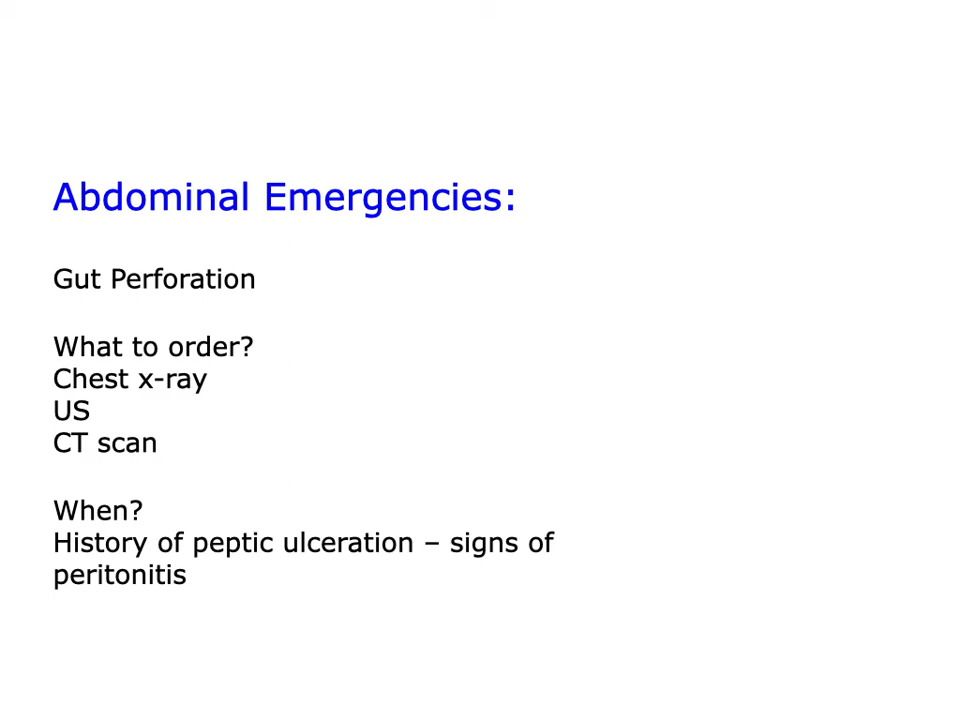 Abdominal Emergencies:
Gut Perforation
What to order?
Chest x-ray
US
CT scan
When?
History of peptic ulceration – signs of
peritonitis